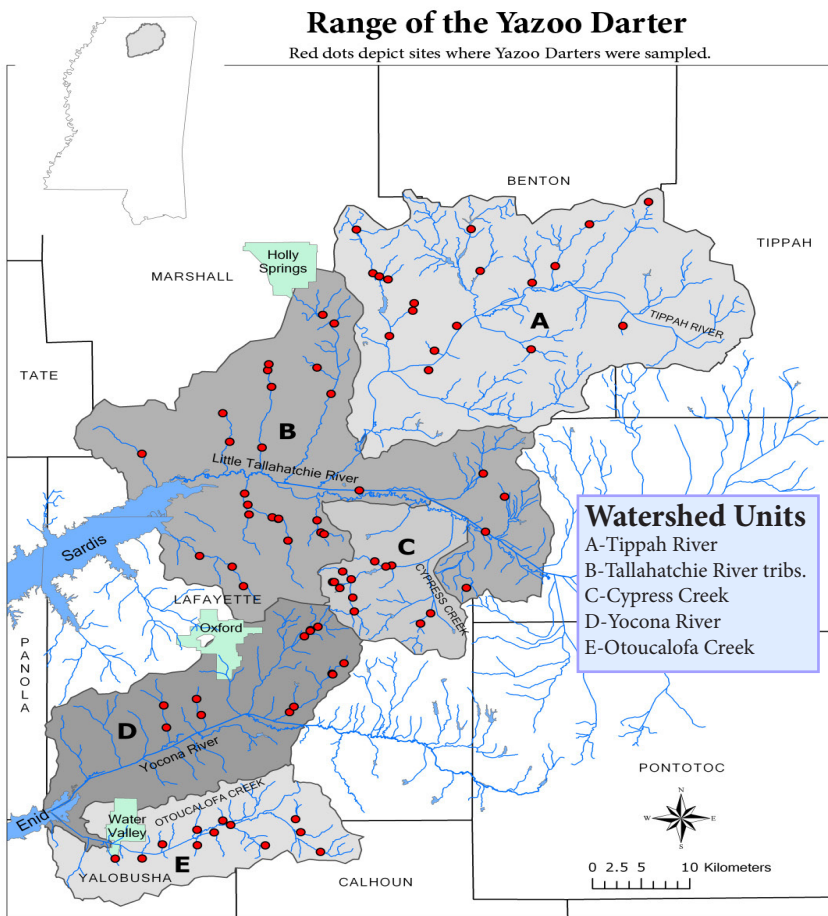 Range of the Yazoo Darter
Red dots depict sites where Yazoo Darters were sampled.
BENTON
TIPPAH
MARSHALL
Holly
Springs
A
TIPPAH RIVER
TATE
B
Little Tallahatchie River
Sardis
C
CYPRESS CREEK
Watershed Units
A-Tippah River
B-Tallahatchie River tribs.
C-Cypress Creek
D-Yocona River
E-Otoucalofa Creek
LAFAYETTE
Oxford
PANOLA
D
Yocona River
PONTOTOC
Enid
OTOUCALOFA CREEK
Water
Valley
E
YALOBUSHA
CALHOUN
N
W E
S
0 2.5 5 10 Kilometers